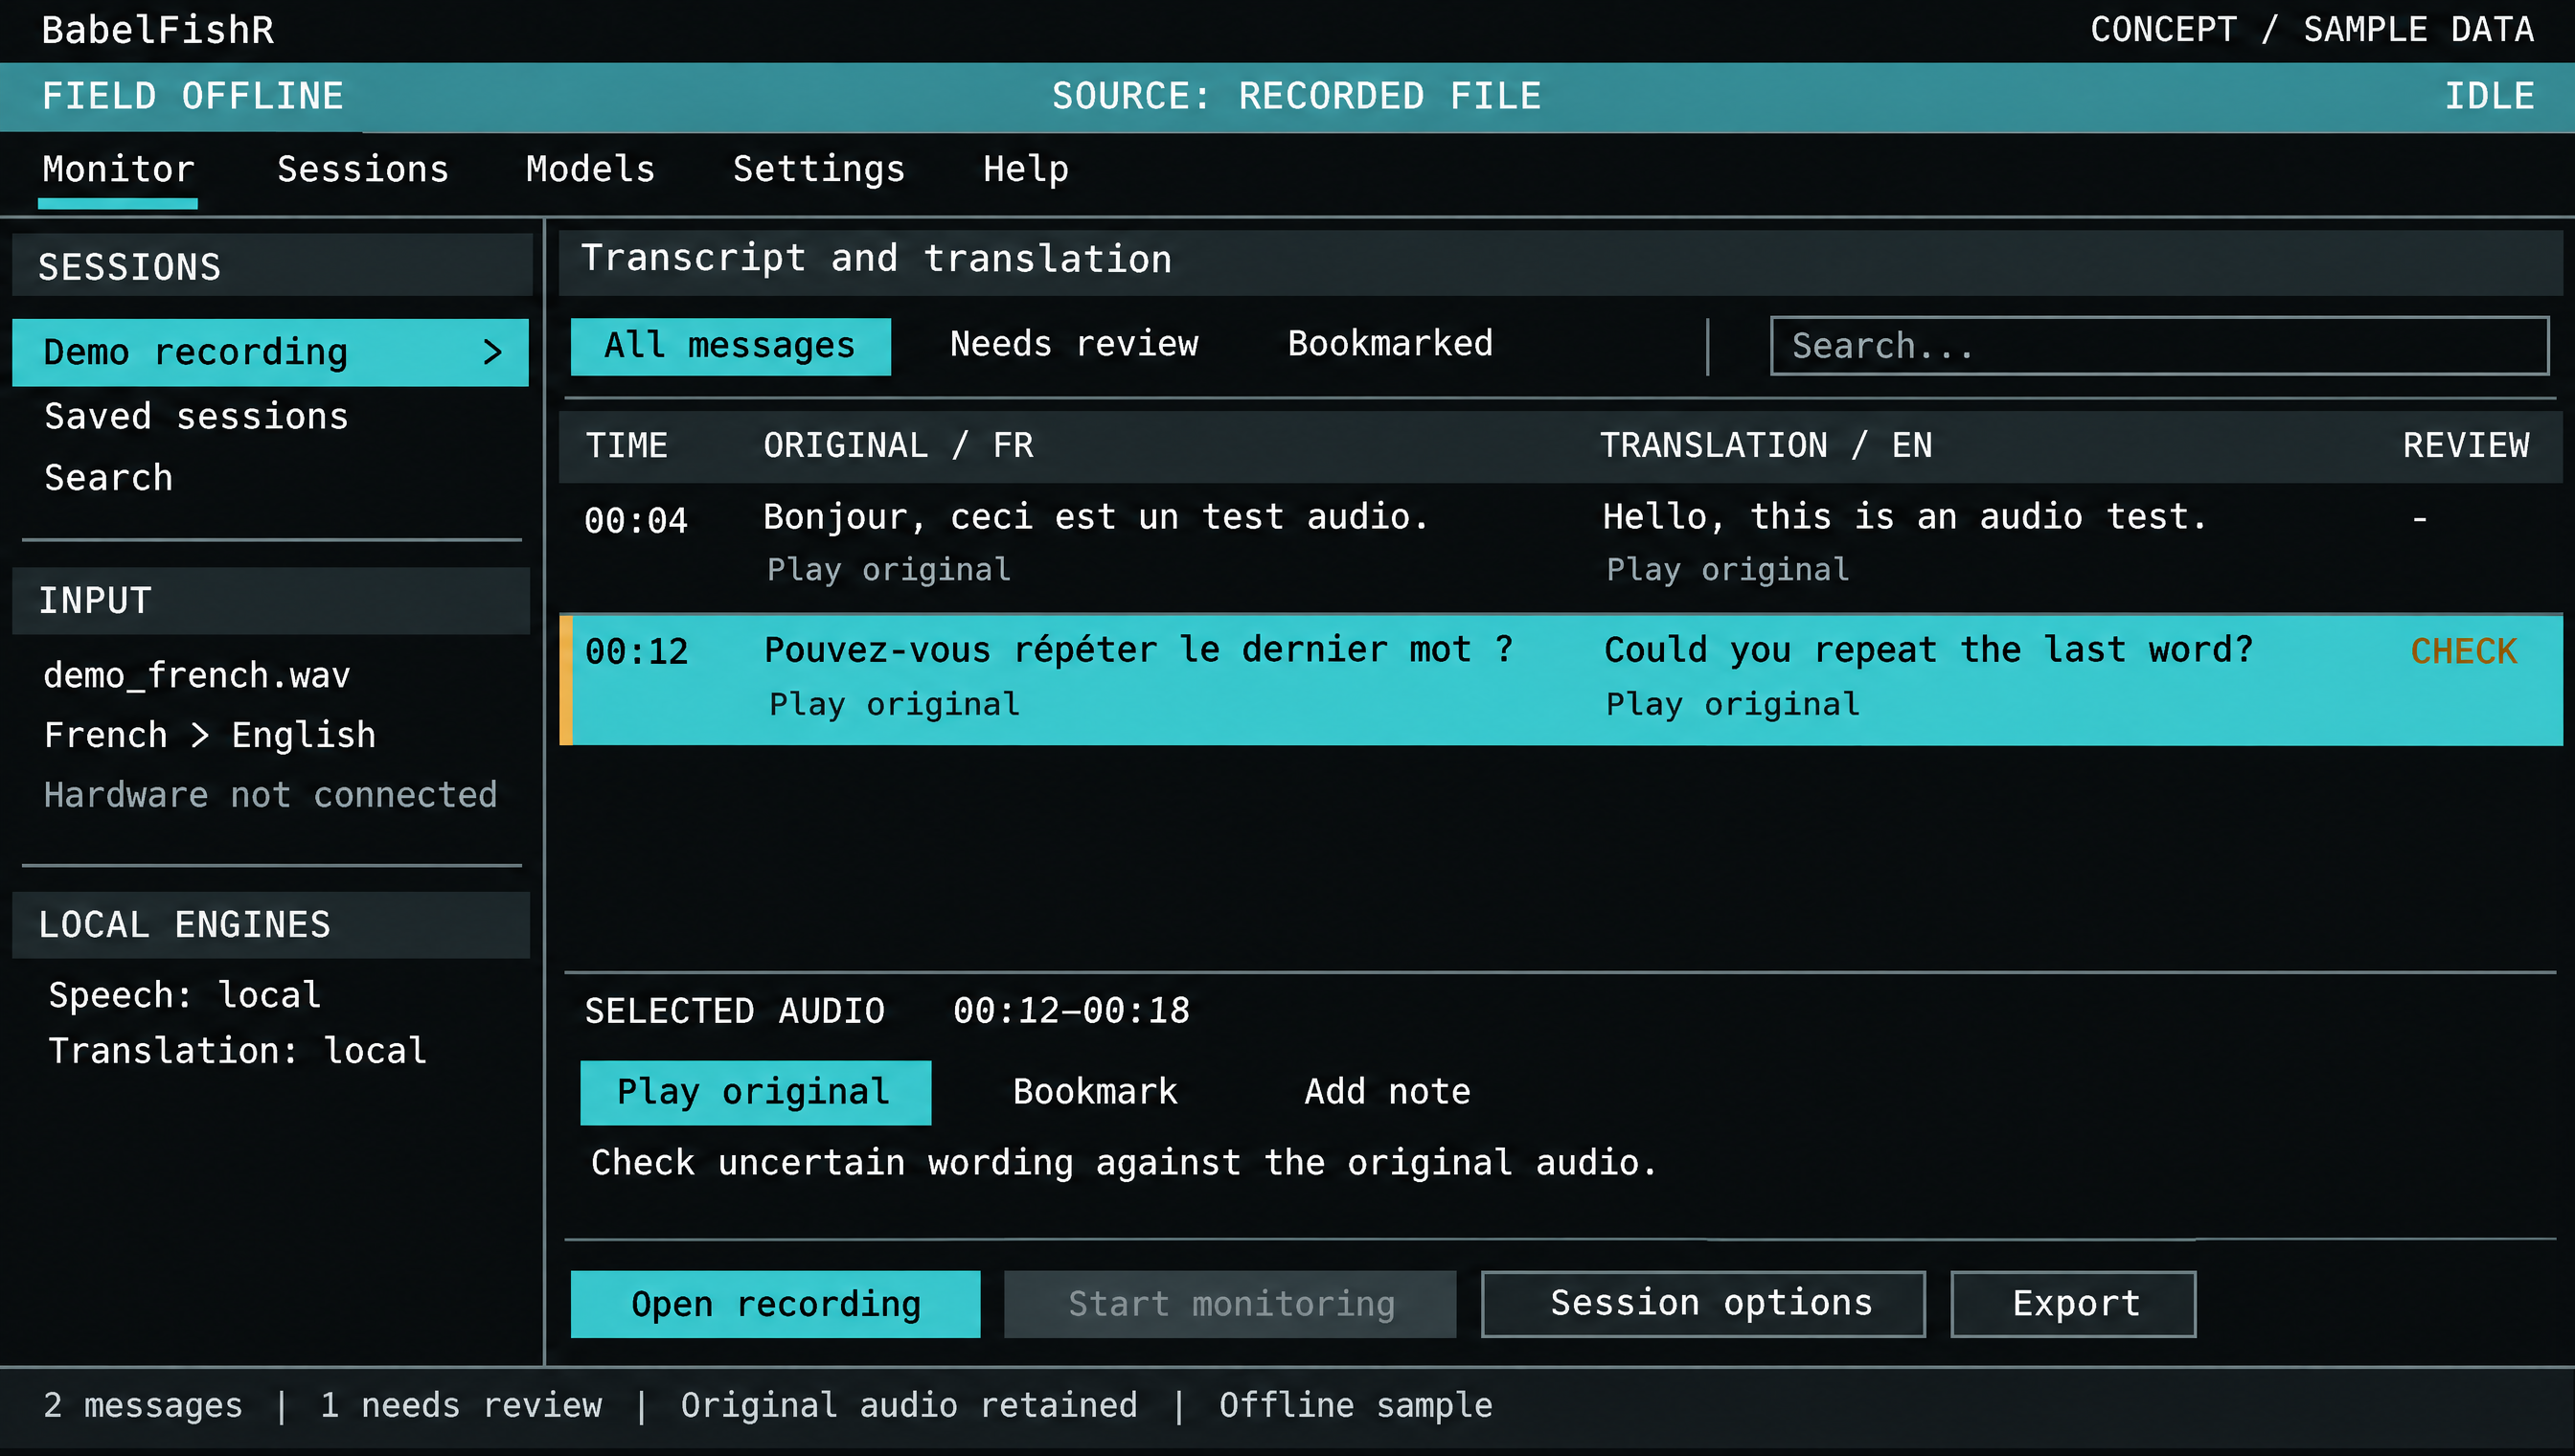 BabelFishR CONCEPT / SAMPLE DATA
FIELD OFFLINE SOURCE: RECORDED FILE IDLE
Monitor Sessions Models Settings Help
SESSIONS
Demo recording >
Saved sessions
Search
INPUT
demo_french.wav
French > English
Hardware not connected
LOCAL ENGINES
Speech: local
Translation: local
Transcript and translation
All messages Needs review Bookmarked | Search...
TIME ORIGINAL / FR TRANSLATION / EN REVIEW
00:04 Bonjour, ceci est un test audio. Hello, this is an audio test. -
Play original Play original
00:12 Pouvez-vous répéter le dernier mot ? Could you repeat the last word? CHECK
Play original Play original
SELECTED AUDIO 00:12–00:18
Play original Bookmark Add note
Check uncertain wording against the original audio.
Open recording Start monitoring Session options Export
2 messages | 1 needs review | Original audio retained | Offline sample